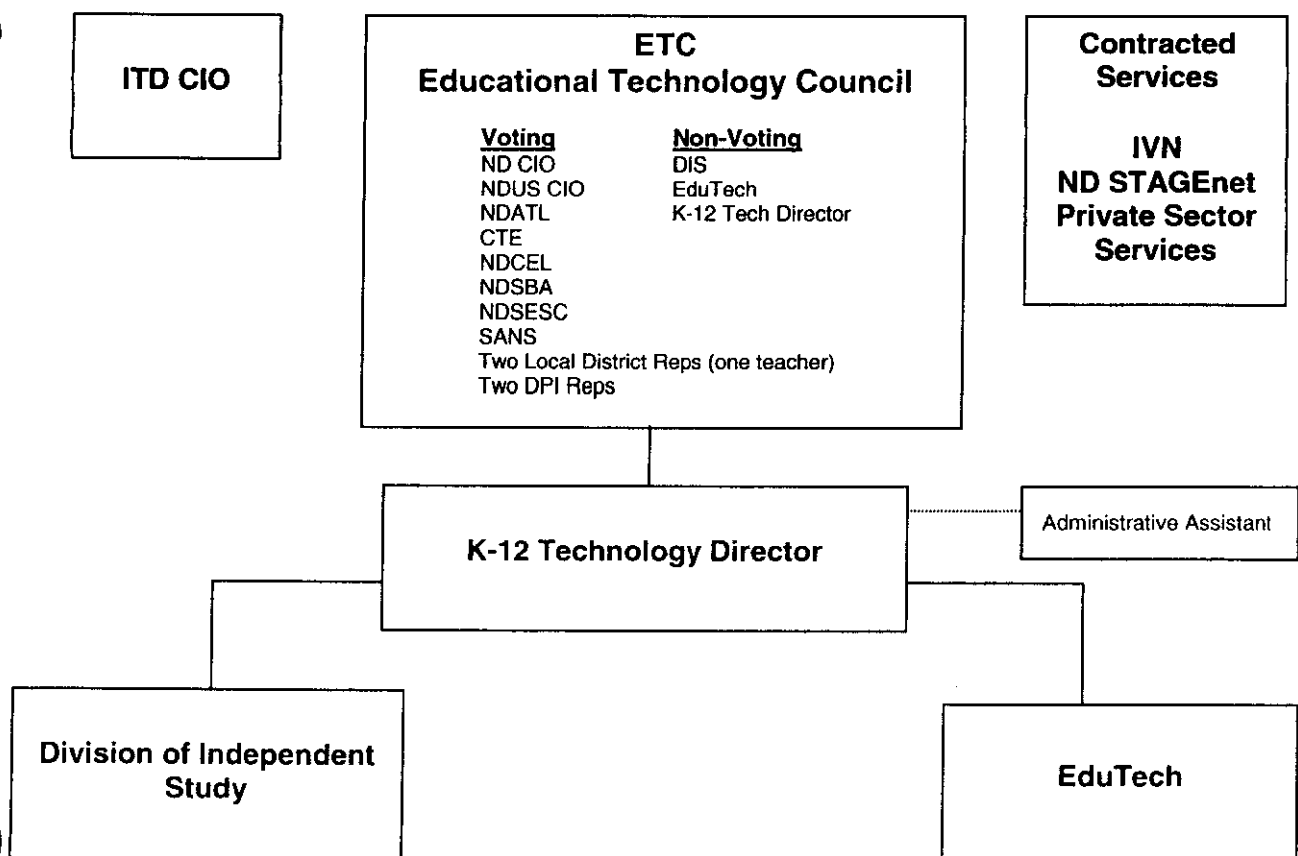 ITD CIO
ETC
Educational Technology Council
Voting
ND CIO
NDUS CIO
NDATL
CTE
NDCEL
NDSBA
NDSESC
SANS
Two Local District Reps (one teacher)
Two DPI Reps
Non-Voting
DIS
EduTech
K-12 Tech Director
Contracted
Services
IVN
ND STAGEnet
Private Sector
Services
K-12 Technology Director
Administrative Assistant
Division of Independent
Study
EduTech